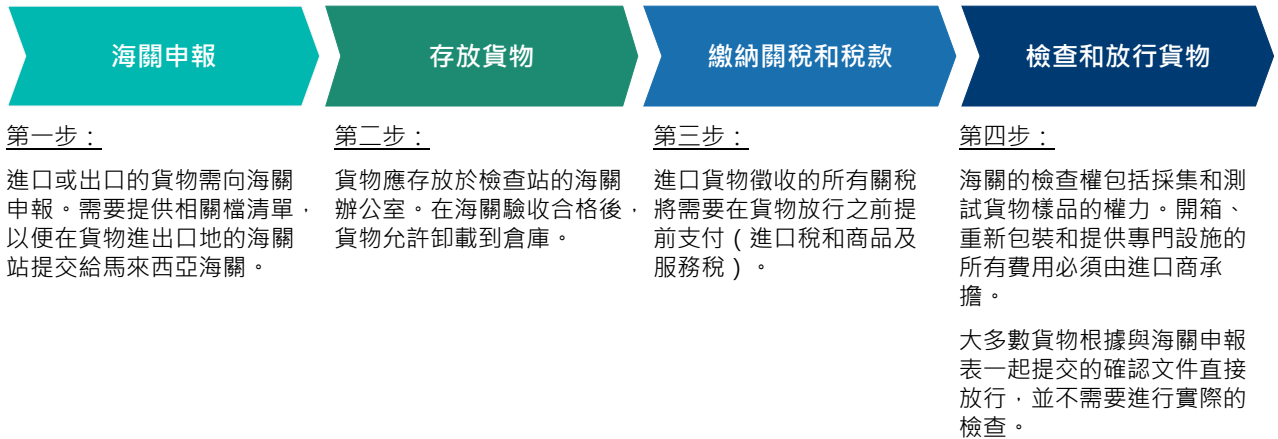 海關申報
存放貨物
繳納關稅和稅款
檢查和放行貨物
第一步：
進口或出口的貨物需向海關
申報。需要提供相關檔清單，
以便在貨物進出口地的海關
站提交給馬來西亞海關。
第二步：
貨物應存放於檢查站的海關
辦公室。在海關驗收合格後，
貨物允許卸載到倉庫。
第三步：
進口貨物徵收的所有關稅
將需要在貨物放行之前提
前支付（進口稅和商品及
服務稅）。
第四步：
海關的檢查權包括採集和測
試貨物樣品的權力。開箱、
重新包裝和提供專門設施的
所有費用必須由進口商承
擔。
大多數貨物根據與海關申報
表一起提交的確認文件直接
放行，並不需要進行實際的
檢查。